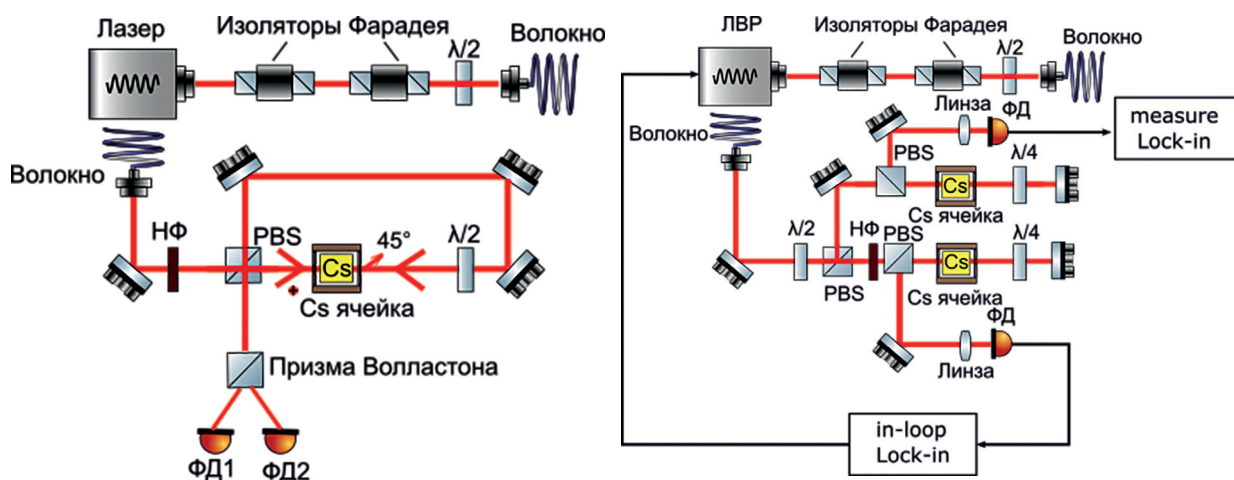 Лазер
Изоляторы Фарадея
λ/2
Волокно
Волокно
НФ
PBS
45°
λ/2
Cs
Cs ячейка
Призма Волластона
ФД1
ФД2
ЛВР
Изоляторы Фарадея
λ/2
Волокно
Волокно
Линза
ФД
measure
Lock-in
PBS
λ/4
Cs
Cs ячейка
λ/2
НФ
PBS
λ/4
Cs
PBS
Cs ячейка
ФД
Линза
in-loop
Lock-in